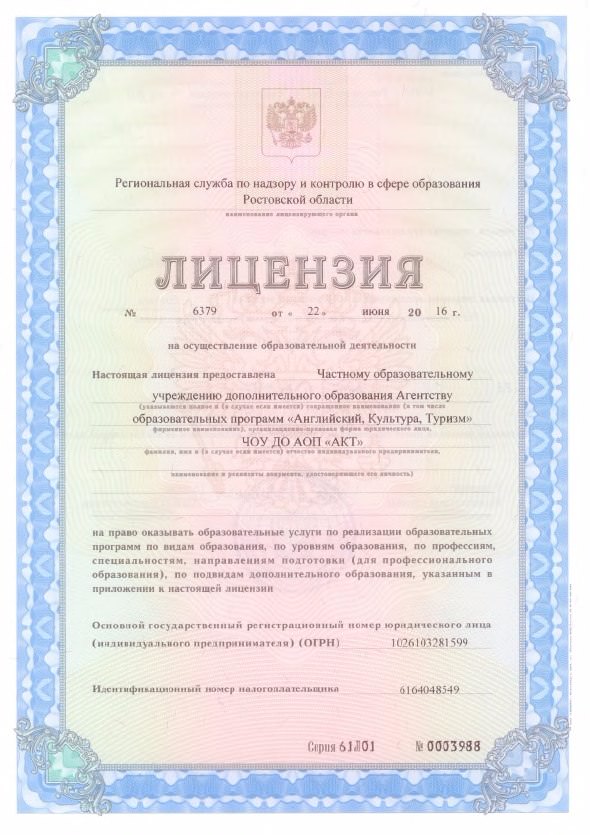 Региональная служба по надзору и контролю в сфере образования
Ростовской области
наименование лицензирующего органа
ЛИЦЕНЗИЯ
№ 6379 от « 22 » июня 20 16 г.
на осуществление образовательной деятельности
Настоящая лицензия предоставлена Частному образовательному
учреждению дополнительного образования Агентству
(указываются полное и (в случае если имеется) сокращенное наименование (в том числе
образовательных программ «Английский, Культура, Туризм»
фирменное наименование), организационно-правовая форма юридического лица,
ЧОУ ДО АОП «АКТ»
фамилия, имя и (в случае если имеется) отчество индивидуального предпринимателя,
наименование и реквизиты документа, удостоверяющего его личность)
на право оказывать образовательные услуги по реализации образовательных
программ по видам образования, по уровням образования, по профессиям,
специальностям, направлениям подготовки (для профессионального
образования), по подвидам дополнительного образования, указанным в
приложении к настоящей лицензии
Основной государственный регистрационный номер юридического лица
(индивидуального предпринимателя) (ОГРН) 1026103281599
Идентификационный номер налогоплательщика 6164048549
Серия 61Л01 № 0003988